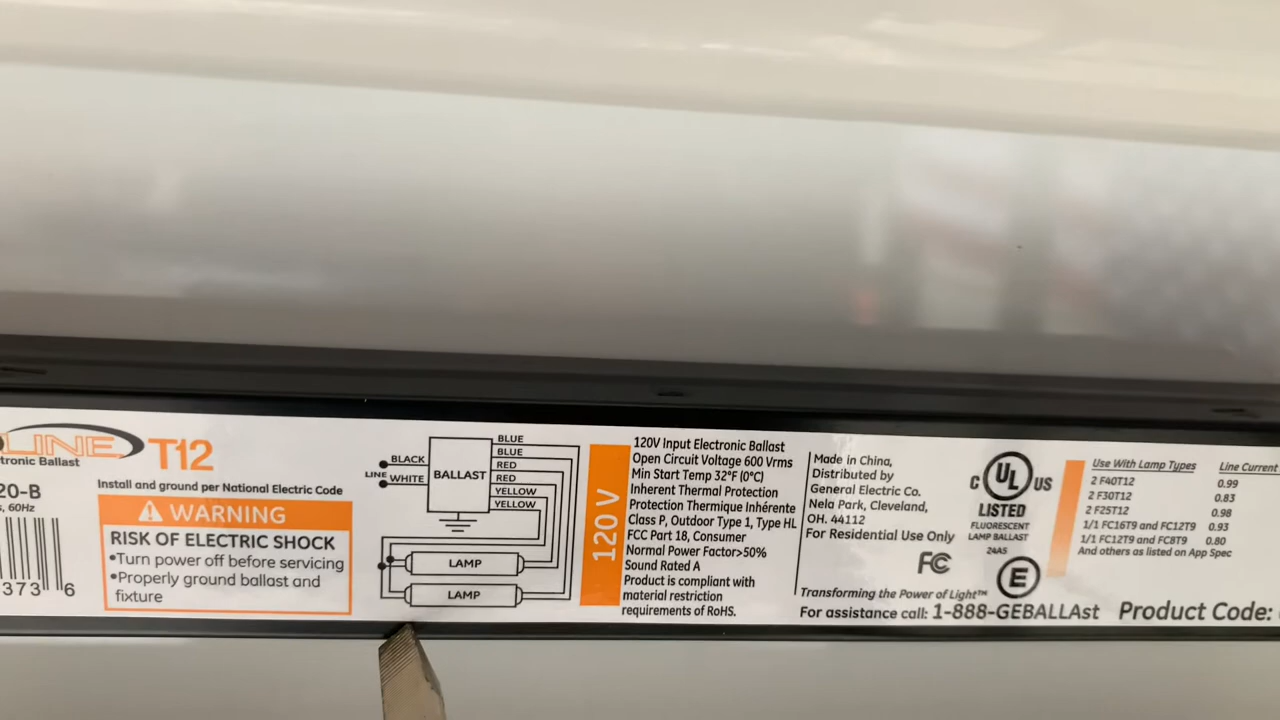 LINE T12
tronic Ballast
20-B
, 60Hz
373 6
Install and ground per National Electric Code
WARNING
RISK OF ELECTRIC SHOCK
•Turn power off before servicing
•Properly ground ballast and
fixture
BLACK
LINE
WHITE
BALLAST
BLUE
BLUE
RED
RED
YELLOW
YELLOW
LAMP
LAMP
120 V
120V Input Electronic Ballast
Open Circuit Voltage 600 Vrms
Min Start Temp 32°F (0°C)
Inherent Thermal Protection
Protection Thermique Inhérente
Class P, Outdoor Type 1, Type HL
FCC Part 18, Consumer
Normal Power Factor>50%
Sound Rated A
Product is compliant with
material restriction
requirements of RoHS.
Made in China,
Distributed by
General Electric Co.
Nela Park, Cleveland,
OH. 44112
For Residential Use Only
C UL US
LISTED
FLUORESCENT
LAMP BALLAST
24A5
FC
E
Transforming the Power of Light™
For assistance call: 1-888-GEBALLAst Product Code:
Use With Lamp Types Line Current
2 F40T12 0.99
2 F30T12 0.83
2 F25T12 0.98
1/1 FC16T9 and FC12T9 0.93
1/1 FC12T9 and FC8T9 0.80
And others as listed on App Spec